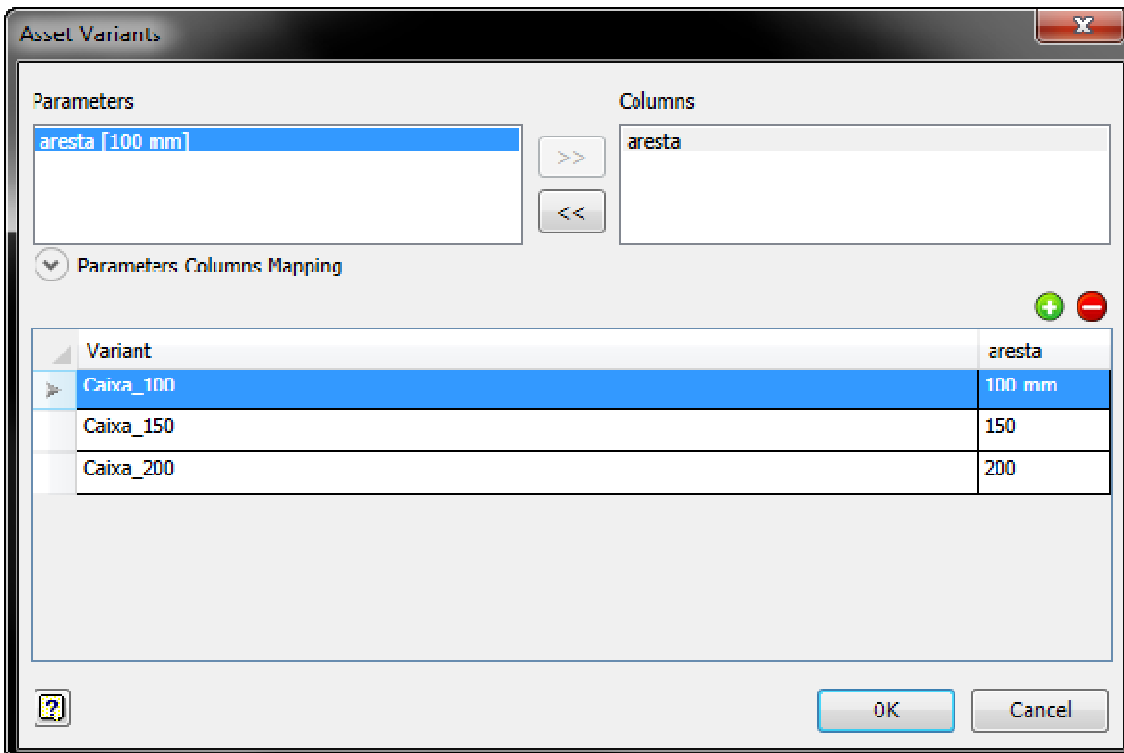 Asset Variants
X
Parameters
Columns
aresta [100 mm]
aresta
>>
<<
Parameters Columns Mapping
Variant aresta
Caixa_100 100 mm
Caixa_150 150
Caixa_200 200
?
OK Cancel